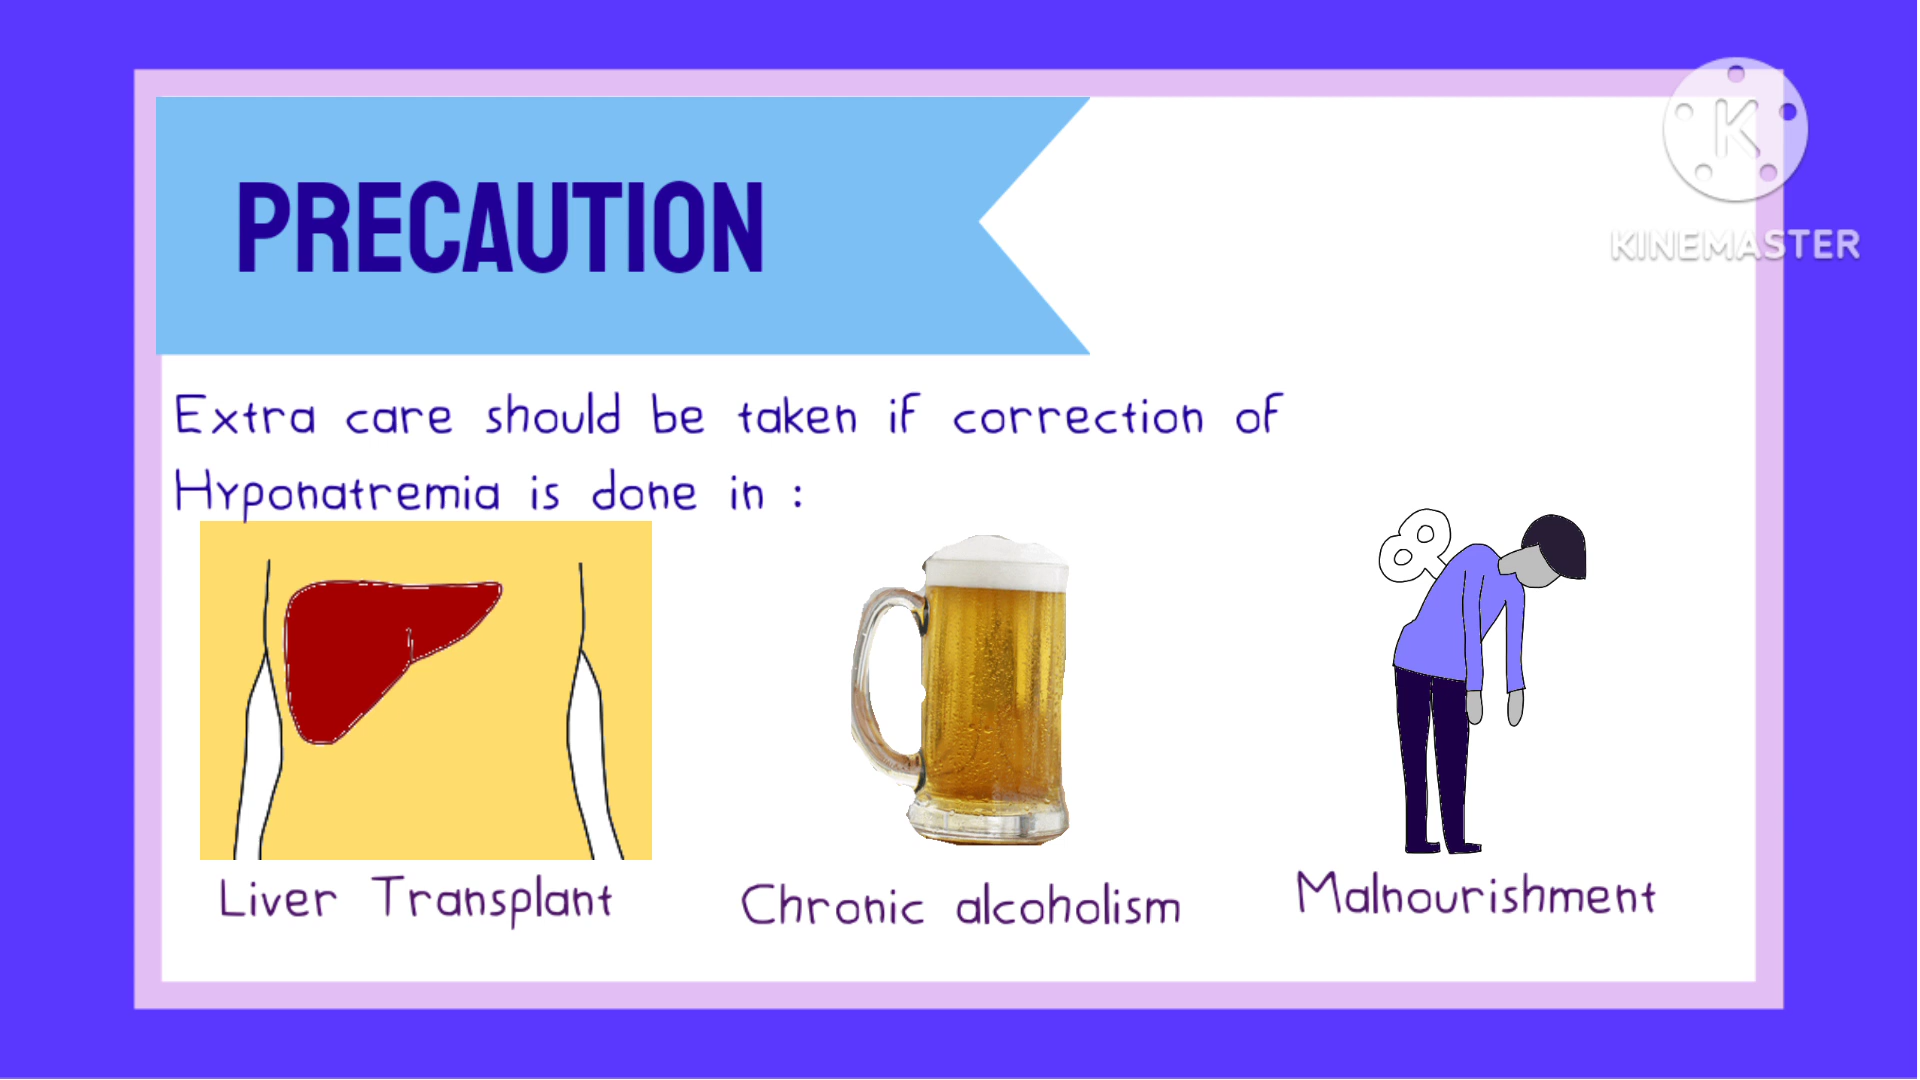 PRECAUTION
K
KINEMASTER
Extra care should be taken if correction of
Hyponatremia is done in :
Liver Transplant
Chronic alcoholism
Malnourishment